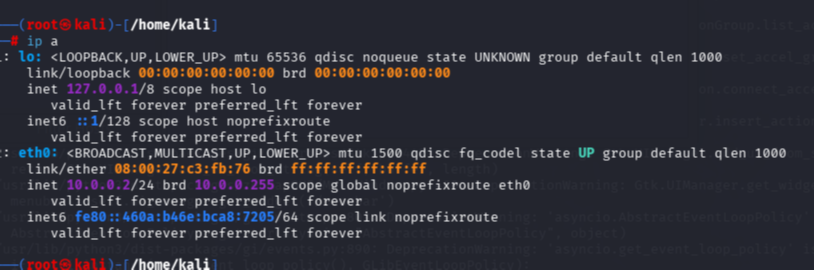 —(root㉿kali)-[/home/kali]
—# ip a
1: lo: <LOOPBACK,UP,LOWER_UP> mtu 65536 qdisc noqueue state UNKNOWN group default qlen 1000
link/loopback 00:00:00:00:00:00 brd 00:00:00:00:00:00
inet 127.0.0.1/8 scope host lo
valid_lft forever preferred_lft forever
inet6 ::1/128 scope host noprefixroute
valid_lft forever preferred_lft forever
2: eth0: <BROADCAST,MULTICAST,UP,LOWER_UP> mtu 1500 qdisc fq_codel state UP group default qlen 1000
link/ether 08:00:27:c3:fb:76 brd ff:ff:ff:ff:ff:ff
inet 10.0.0.2/24 brd 10.0.0.255 scope global noprefixroute eth0
valid_lft forever preferred_lft forever
inet6 fe80::460a:b46e:bca8:7205/64 scope link noprefixroute
valid_lft forever preferred_lft forever
—(root㉿kali)-[/home/kali]